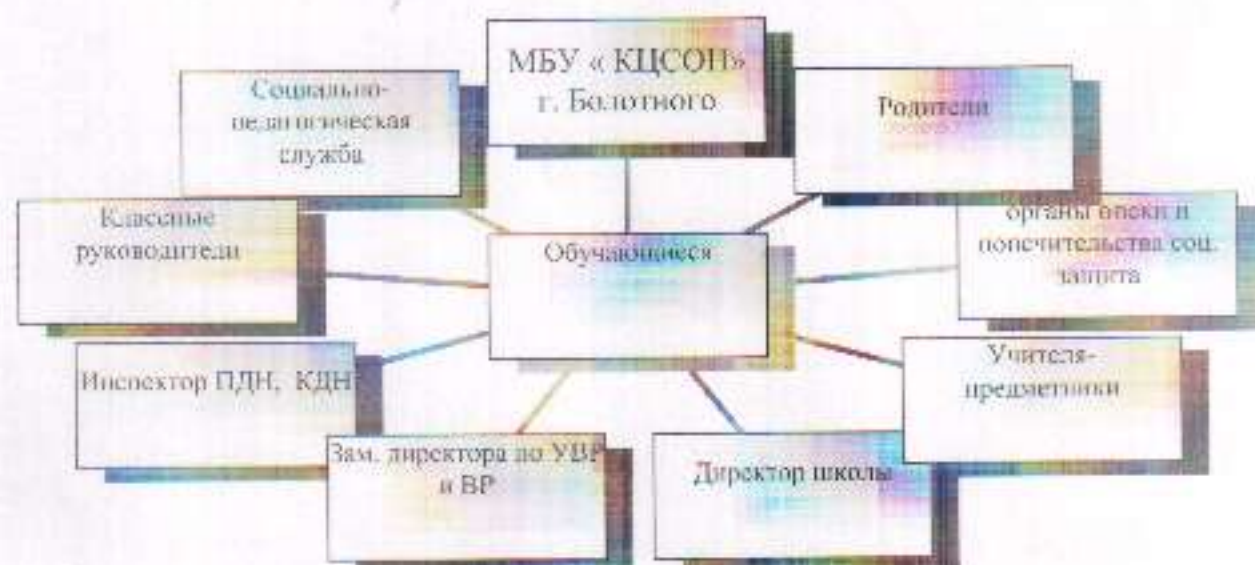 МБУ « КЦСОН»
г. Болотного
Социально-
педагогическая
служба
Родители
Классные
руководители
Обучающиеся
органы опеки и
попечительства соц.
защита
Инспектор ПДН, КДН
Учителя-
предметники
Зам. директора по УВР
и ВР
Директор школы